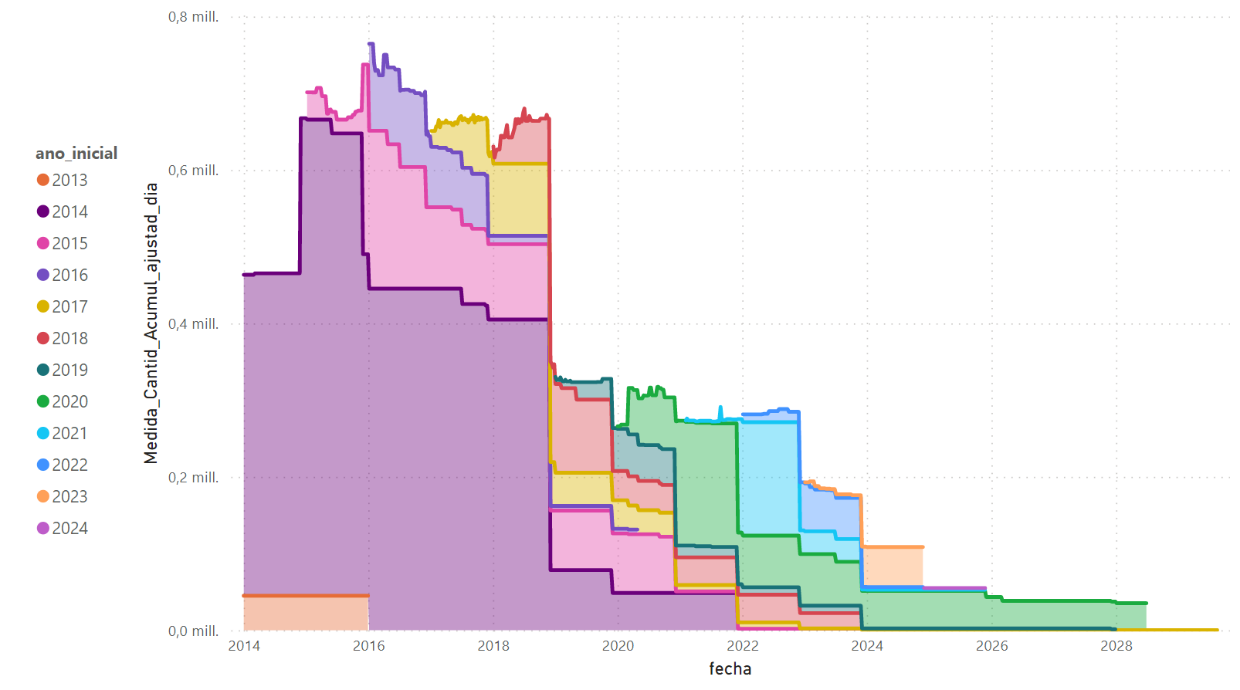 ano_inicial
2013
2014
2015
2016
2017
2018
2019
2020
2021
2022
2023
2024
Medida_Cantid_Acumul_ajustad_dia
0,8 mill.
0,6 mill.
0,4 mill.
0,2 mill.
0,0 mill.
2014 2016 2018 2020 2022 2024 2026 2028
fecha